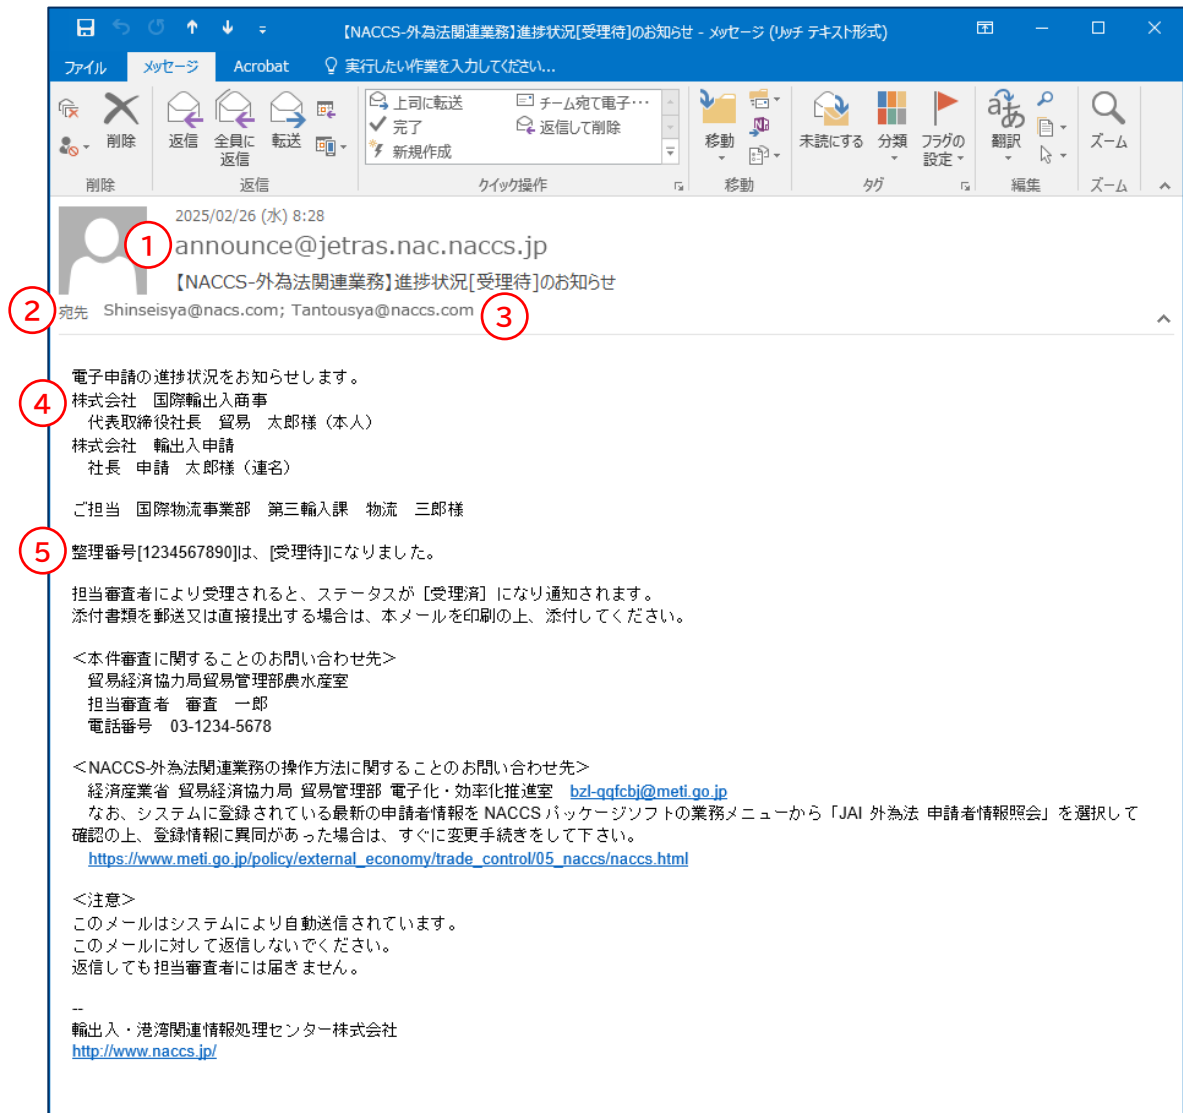 【NACCS-外為法関連業務】進捗状況[受理待]のお知らせ - メッセージ (リッチ テキスト形式)
ファイル メッセージ Acrobat 実行したい作業を入力してください...
削除
返信
全員に
返信
転送
上司に転送
チーム宛て電子…
完了
返信して削除
新規作成
移動
未読にする
分類
フラグの
設定
翻訳
ズーム
削除 返信 クイック操作 移動 タグ 編集 ズーム
2025/02/26 (水) 8:28
1 announce@jetras.nac.naccs.jp
【NACCS-外為法関連業務】進捗状況[受理待]のお知らせ
2 宛先 Shinseisya@nacs.com; Tantousya@naccs.com 3
電子申請の進捗状況をお知らせします。
4 株式会社 国際輸出入商事
代表取締役社長 貿易 太郎様（本人）
株式会社 輸出入申請
社長 申請 太郎様（連名）
ご担当 国際物流事業部 第三輸入課 物流 三郎様
5 整理番号[1234567890]は、[受理待]になりました。
担当審査者により受理されると、ステータスが［受理済］になり通知されます。
添付書類を郵送又は直接提出する場合は、本メールを印刷の上、添付してください。
＜本件審査に関することのお問い合わせ先＞
貿易経済協力局貿易管理部農水産室
担当審査者 審査 一郎
電話番号 03-1234-5678
＜NACCS-外為法関連業務の操作方法に関することのお問い合わせ先＞
経済産業省 貿易経済協力局 貿易管理部 電子化・効率化推進室 bzl-qqfcbj@meti.go.jp
なお、システムに登録されている最新の申請者情報を NACCS パッケージソフトの業務メニューから「JAI 外為法 申請者情報照会」を選択して
確認の上、登録情報に異同があった場合は、すぐに変更手続きをして下さい。
https://www.meti.go.jp/policy/external_economy/trade_control/05_naccs/naccs.html
＜注意＞
このメールはシステムにより自動送信されています。
このメールに対して返信しないでください。
返信しても担当審査者には届きません。
--
輸出入・港湾関連情報処理センター株式会社
http://www.naccs.jp/